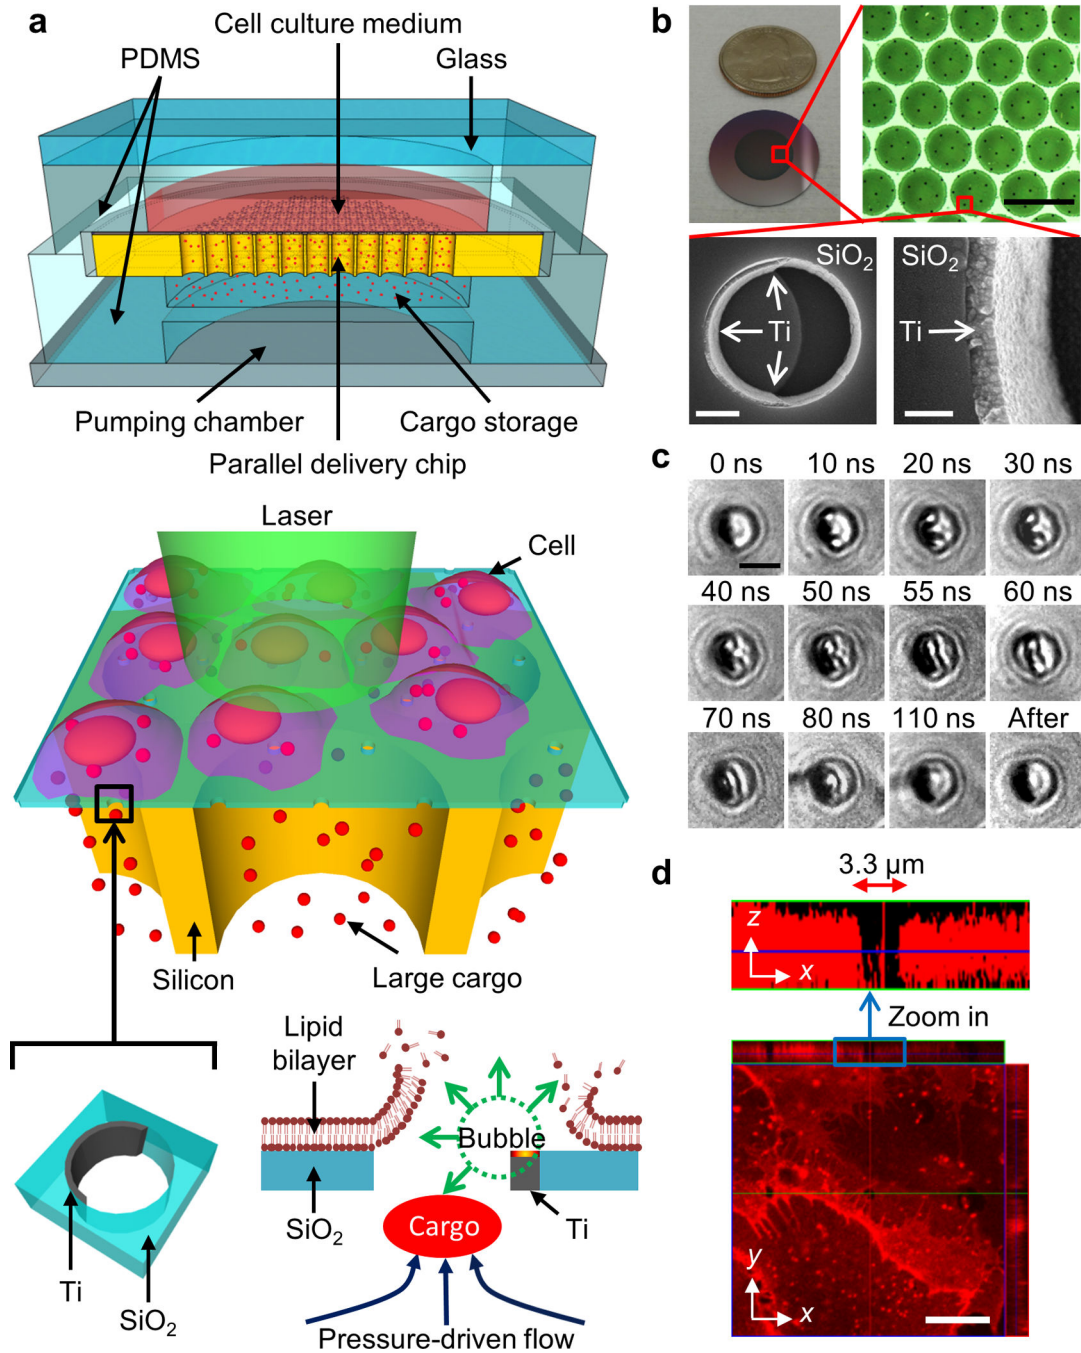 a
Cell culture medium
PDMS
Glass
Pumping chamber
Cargo storage
Parallel delivery chip
Laser
Cell
Silicon
Large cargo
Ti
SiO₂
Lipid
bilayer
Bubble
SiO₂
Ti
Cargo
Pressure-driven flow
b
SiO₂
Ti
SiO₂
Ti
c
0 ns 10 ns 20 ns 30 ns
40 ns 50 ns 55 ns 60 ns
70 ns 80 ns 110 ns After
d
3.3 µm
z
x
Zoom in
y
x